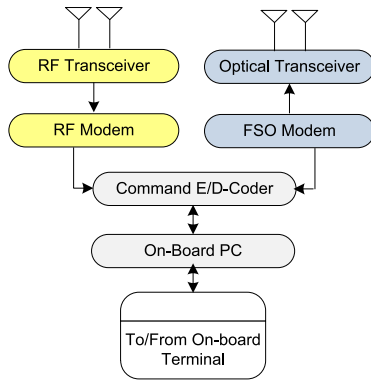 RF Transceiver
Optical Transceiver
RF Modem
FSO Modem
Command E/D-Coder
On-Board PC
To/From On-board
Terminal